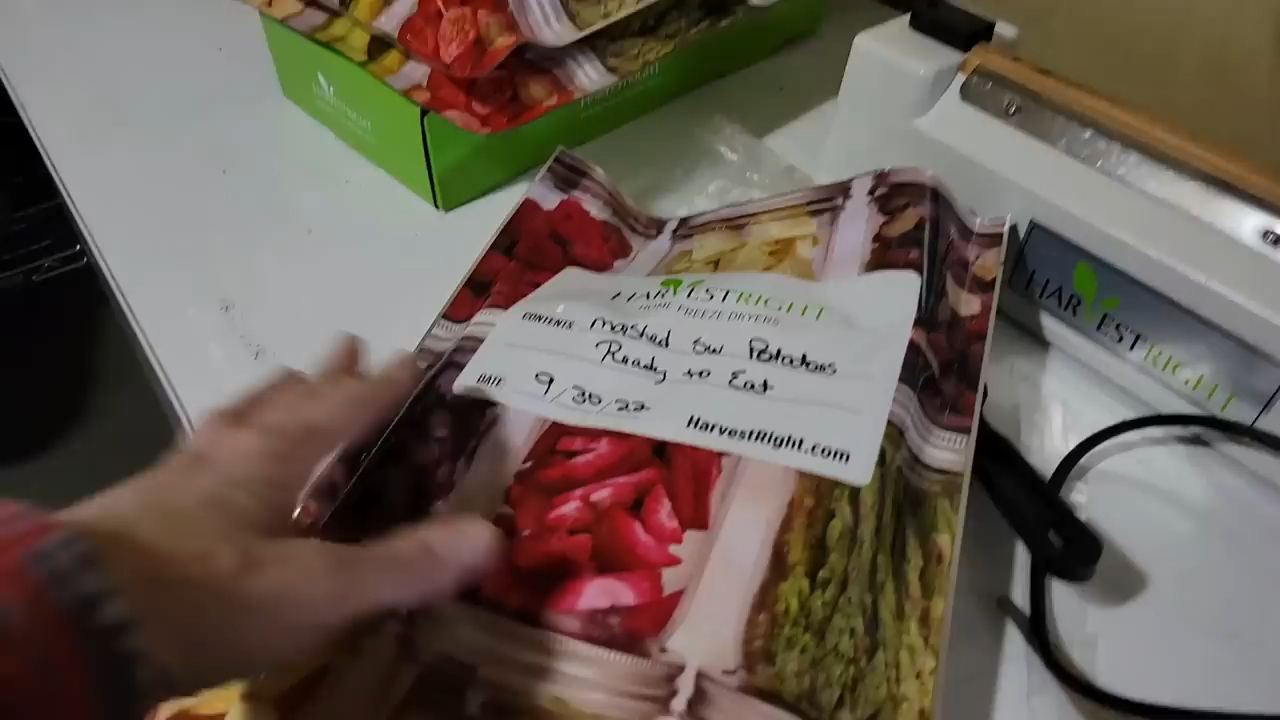 HARVESTRIGHT
HOME FREEZE DRYERS
CONTENTS: mashed sw Potatoes
Ready to Eat
DATE: 9/30/22
HarvestRight.com
HARVESTRIGHT